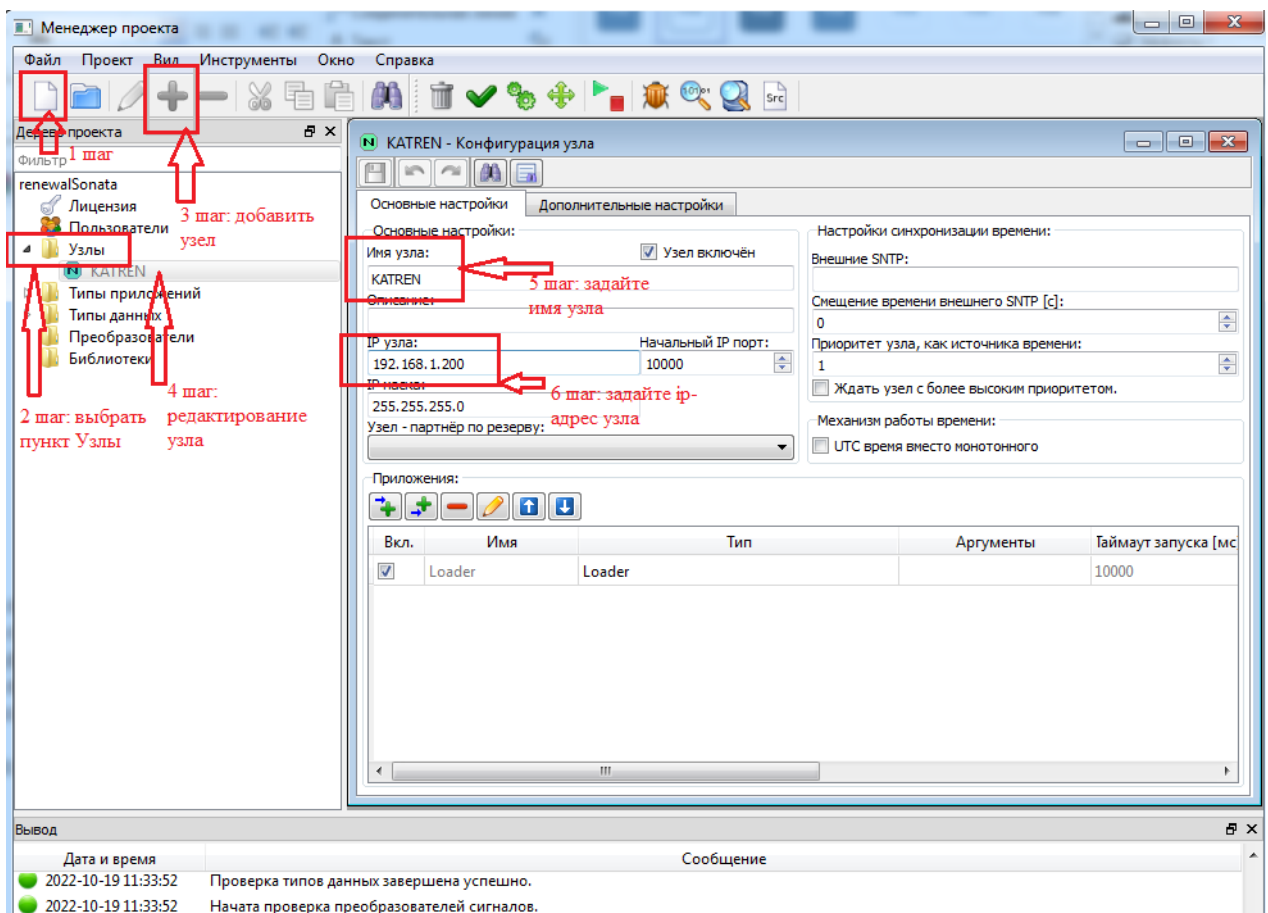 Менеджер проекта
Файл Проект Вид Инструменты Окно Справка
Src
Дерево проекта
Фильтр
1 шаг
renewalSonata
Лицензия
Пользователи
3 шаг: добавить
узел
Узлы
KATREN
Типы приложений
Типы данных
Преобразователи
Библиотеки
4 шаг:
редактирование
узла
2 шаг: выбрать
пункт Узлы
KATREN - Конфигурация узла
Основные настройки Дополнительные настройки
Основные настройки:
Имя узла: Узел включён
KATREN
5 шаг: задайте
имя узла
Описание:
IP узла: Начальный IP порт:
192.168.1.200 10000
IP маска:
255.255.255.0
6 шаг: задайте ip-
адрес узла
Узел - партнёр по резерву:
Настройки синхронизации времени:
Внешние SNTP:
Смещение времени внешнего SNTP [с]:
0
Приоритет узла, как источника времени:
1
Ждать узел с более высоким приоритетом.
Механизм работы времени:
UTC время вместо монотонного
Приложения:
Вкл. Имя Тип Аргументы Таймаут запуска [мс
Loader Loader 10000
Вывод
Дата и время Сообщение
2022-10-19 11:33:52 Проверка типов данных завершена успешно.
2022-10-19 11:33:52 Начата проверка преобразователей сигналов.